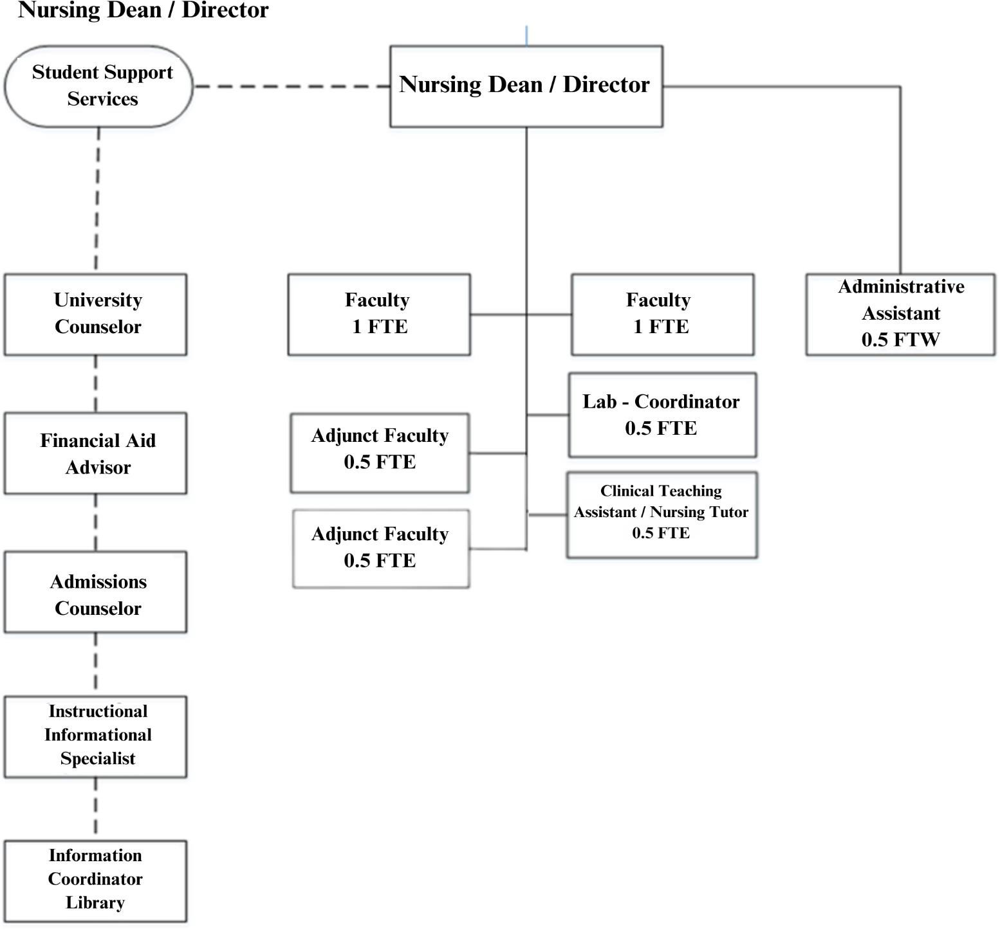 Nursing Dean / Director
Student Support
Services
Nursing Dean / Director
University
Counselor
Faculty
1 FTE
Faculty
1 FTE
Administrative
Assistant
0.5 FTW
Lab - Coordinator
0.5 FTE
Financial Aid
Advisor
Adjunct Faculty
0.5 FTE
Clinical Teaching
Assistant / Nursing Tutor
0.5 FTE
Adjunct Faculty
0.5 FTE
Admissions
Counselor
Instructional
Informational
Specialist
Information
Coordinator
Library